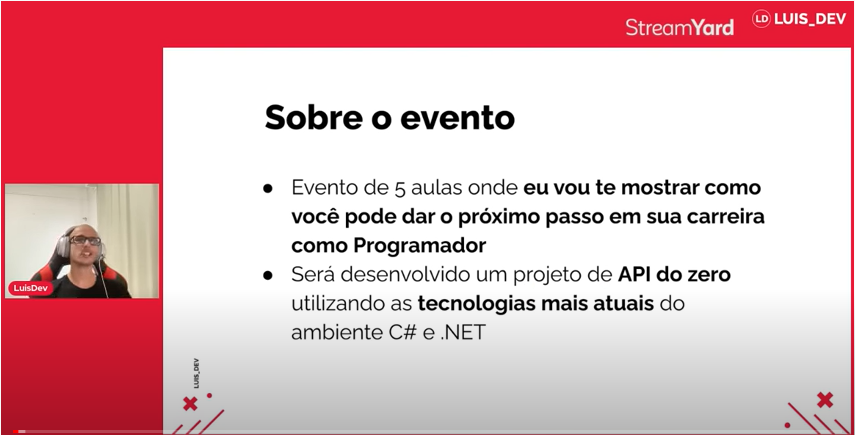 StreamYard
LD LUIS_DEV
Sobre o evento
● Evento de 5 aulas onde eu vou te mostrar como
você pode dar o próximo passo em sua carreira
como Programador
● Será desenvolvido um projeto de API do zero
utilizando as tecnologias mais atuais do
ambiente C# e .NET
LuisDev
LUIS_DEV